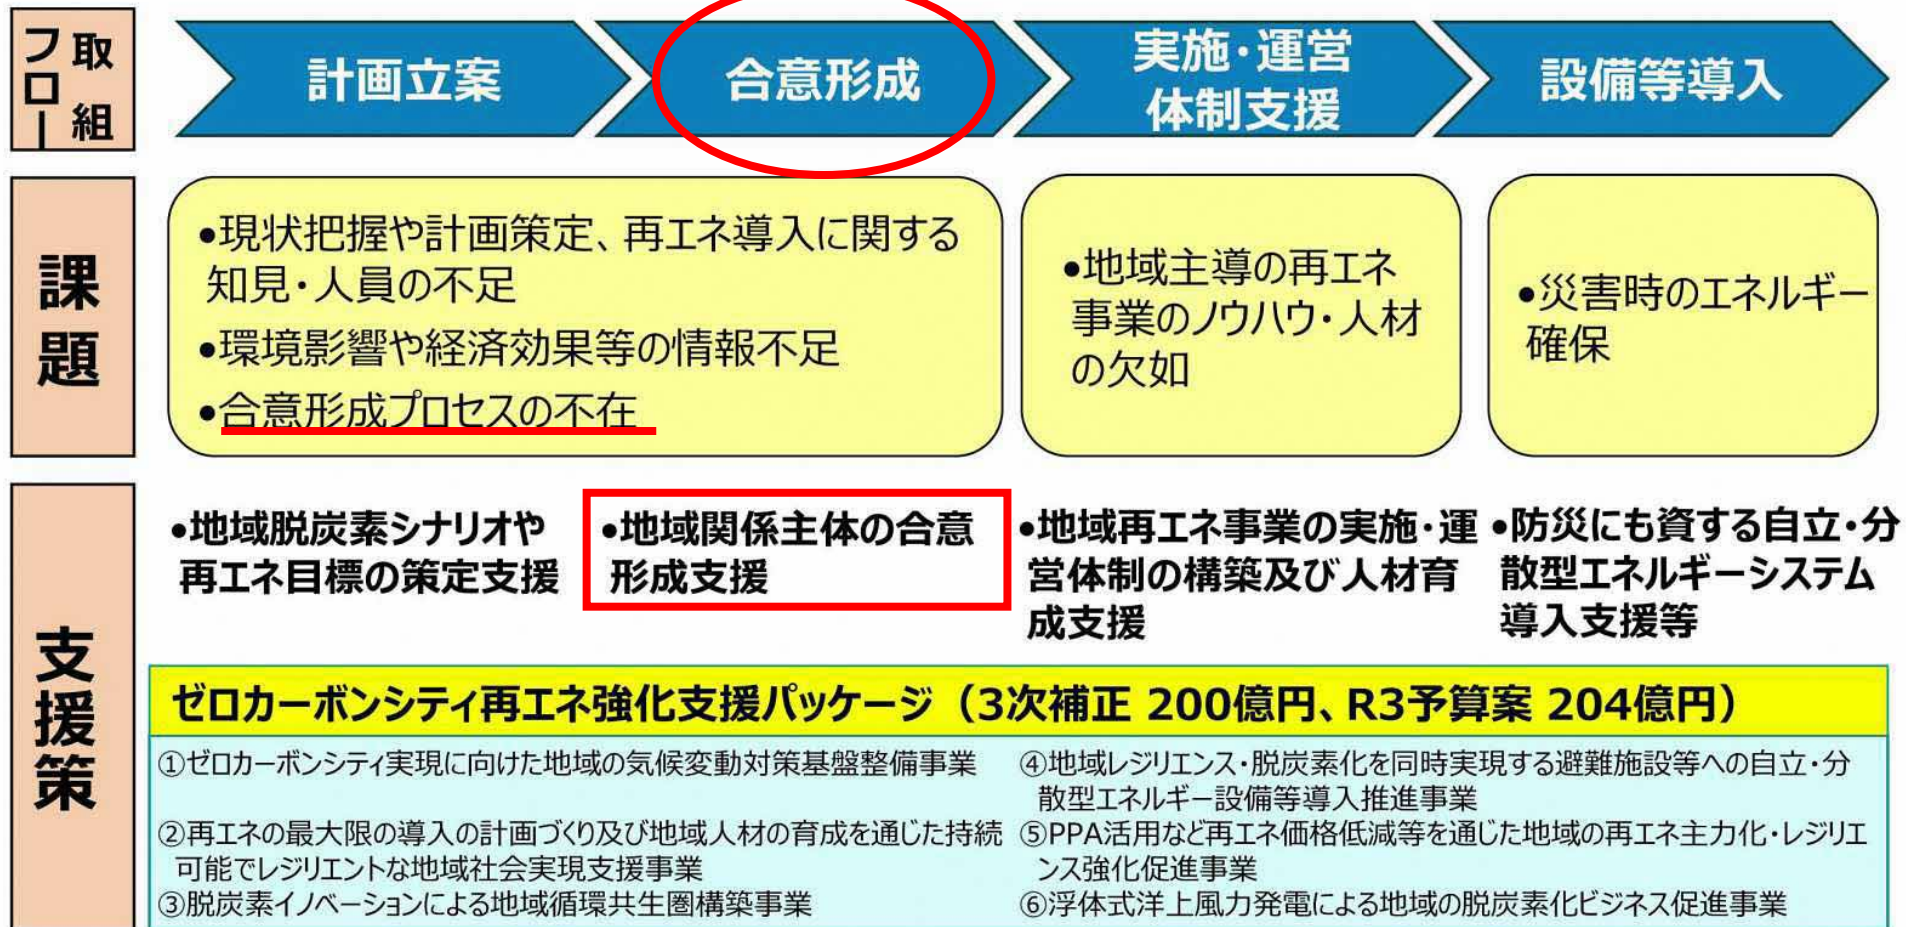 取組
フロー
計画立案
合意形成
実施・運営
体制支援
設備等導入
課題
•現状把握や計画策定、再エネ導入に関する
知見・人員の不足
•環境影響や経済効果等の情報不足
•合意形成プロセスの不在
•地域主導の再エネ
事業のノウハウ・人材
の欠如
•災害時のエネルギー
確保
支援策
•地域脱炭素シナリオや
再エネ目標の策定支援
•地域関係主体の合意
形成支援
•地域再エネ事業の実施・運
営体制の構築及び人材育
成支援
•防災にも資する自立・分
散型エネルギーシステム
導入支援等
ゼロカーボンシティ再エネ強化支援パッケージ（3次補正 200億円、R3予算案 204億円）
①ゼロカーボンシティ実現に向けた地域の気候変動対策基盤整備事業
②再エネの最大限の導入の計画づくり及び地域人材の育成を通じた持続
可能でレジリエントな地域社会実現支援事業
③脱炭素イノベーションによる地域循環共生圏構築事業
④地域レジリエンス・脱炭素化を同時実現する避難施設等への自立・分
散型エネルギー設備等導入推進事業
⑤PPA活用など再エネ価格低減等を通じた地域の再エネ主力化・レジリエ
ンス強化促進事業
⑥浮体式洋上風力発電による地域の脱炭素化ビジネス促進事業